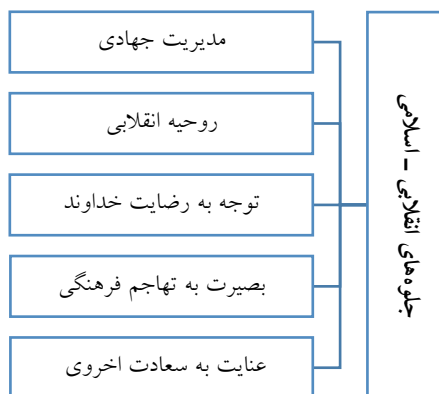 جلوه‌های انقلابی – اسلامی
مدیریت جهادی
روحیه انقلابی
توجه به رضایت خداوند
بصیرت به تهاجم فرهنگی
عنایت به سعادت اخروی